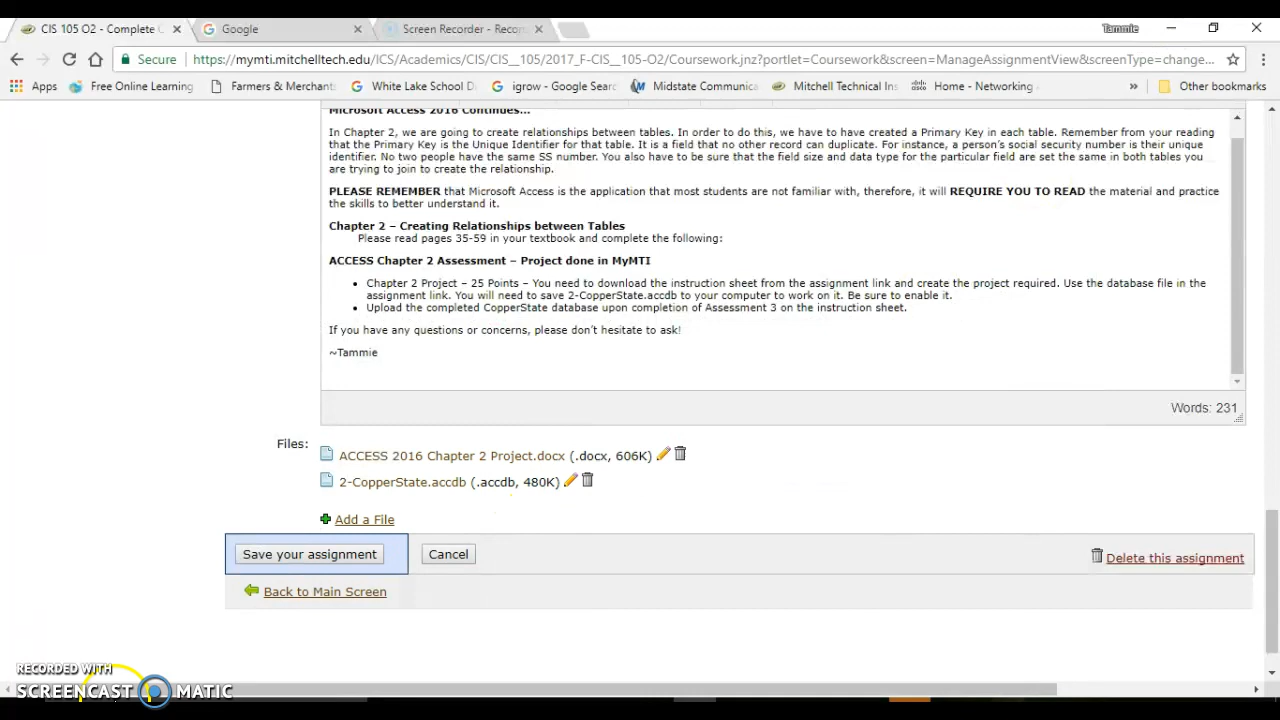 CIS 105 O2 - Complete C
Google
Screen Recorder - Recor
Tammie
Secure
https://mymti.mitchelltech.edu/ICS/Academics/CIS/CIS__105/2017_F-CIS__105-O2/Coursework.jnz?portlet=Coursework&screen=ManageAssignmentView&screenType=change...
Apps
Free Online Learning
Farmers & Merchant
White Lake School D
igrow - Google Searc
Midstate Communica
Mitchell Technical Ins
Home - Networking
»
Other bookmarks
Microsoft Access 2016 Continues...
In Chapter 2, we are going to create relationships between tables. In order to do this, we have to have created a Primary Key in each table. Remember from your reading
that the Primary Key is the Unique Identifier for that table. It is a field that no other record can duplicate. For instance, a person's social security number is their unique
identifier. No two people have the same SS number. You also have to be sure that the field size and data type for the particular field are set the same in both tables you
are trying to join to create the relationship.
PLEASE REMEMBER that Microsoft Access is the application that most students are not familiar with, therefore, it will REQUIRE YOU TO READ the material and practice
the skills to better understand it.
Chapter 2 – Creating Relationships between Tables
Please read pages 35-59 in your textbook and complete the following:
ACCESS Chapter 2 Assessment – Project done in MyMTI
• Chapter 2 Project – 25 Points – You need to download the instruction sheet from the assignment link and create the project required. Use the database file in the
assignment link. You will need to save 2-CopperState.accdb to your computer to work on it. Be sure to enable it.
• Upload the completed CopperState database upon completion of Assessment 3 on the instruction sheet.
If you have any questions or concerns, please don't hesitate to ask!
~Tammie
Words: 231
Files:
ACCESS 2016 Chapter 2 Project.docx (.docx, 606K)
2-CopperState.accdb (.accdb, 480K)
Add a File
Save your assignment
Cancel
Delete this assignment
Back to Main Screen
RECORDED WITH
SCREENCAST MATIC